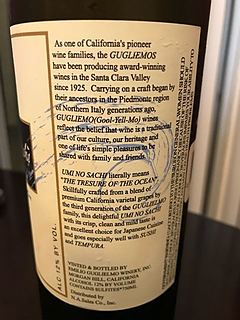 As one of California's pioneer
wine families, the GUGLIEMOS
have been producing award-winning
wines in the Santa Clara Valley
since 1925. Carrying on a craft began by
their ancestors in the Piedmonte region
of Northern Italy generations ago,
GUGLIEMO(Gool-Yell-Mo) wines
reflect the belief that wine is a traditional
part of our culture, our heritage and
one of life's simple pleasures to be
shared with family and friends.
UMI NO SACHI literally means
"THE TRESURE OF THE OCEAN".
Skillfully crafted from a blend of
premium California varietal grapes by
the third generation of the GUGLIEMO
family, this delightful UMI NO SACHI
with its crisp, clean and mild taste is
an excellent choice for Japanese Cuisine
and goes especially well with SUSHI
and TEMPURA.
VINTED & BOTTLED BY
EMILIO GUGLIELMO WINERY, INC
MORGAN HILL, CALIFORNIA
ALCOHOL 12% BY VOLUME
CONTAINS SULFITES
Distributed by
N.A.Sales Co., Inc.
ALC 12% BY VOL.